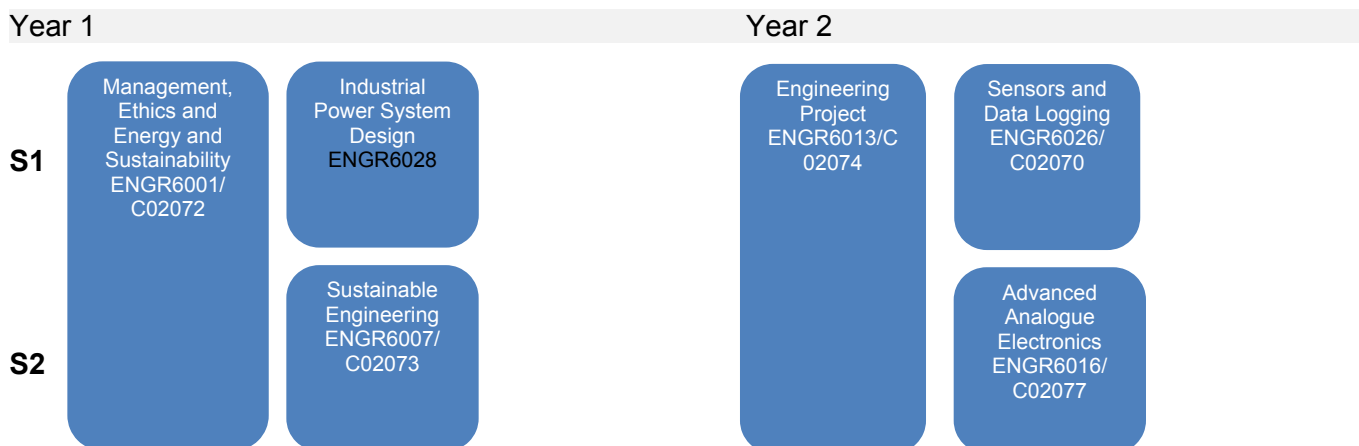 Year 1
Year 2
S1
Management,
Ethics and
Energy and
Sustainability
ENGR6001/
C02072
Industrial
Power System
Design
ENGR6028
Engineering
Project
ENGR6013/C
02074
Sensors and
Data Logging
ENGR6026/
C02070
S2
Sustainable
Engineering
ENGR6007/
C02073
Advanced
Analogue
Electronics
ENGR6016/
C02077